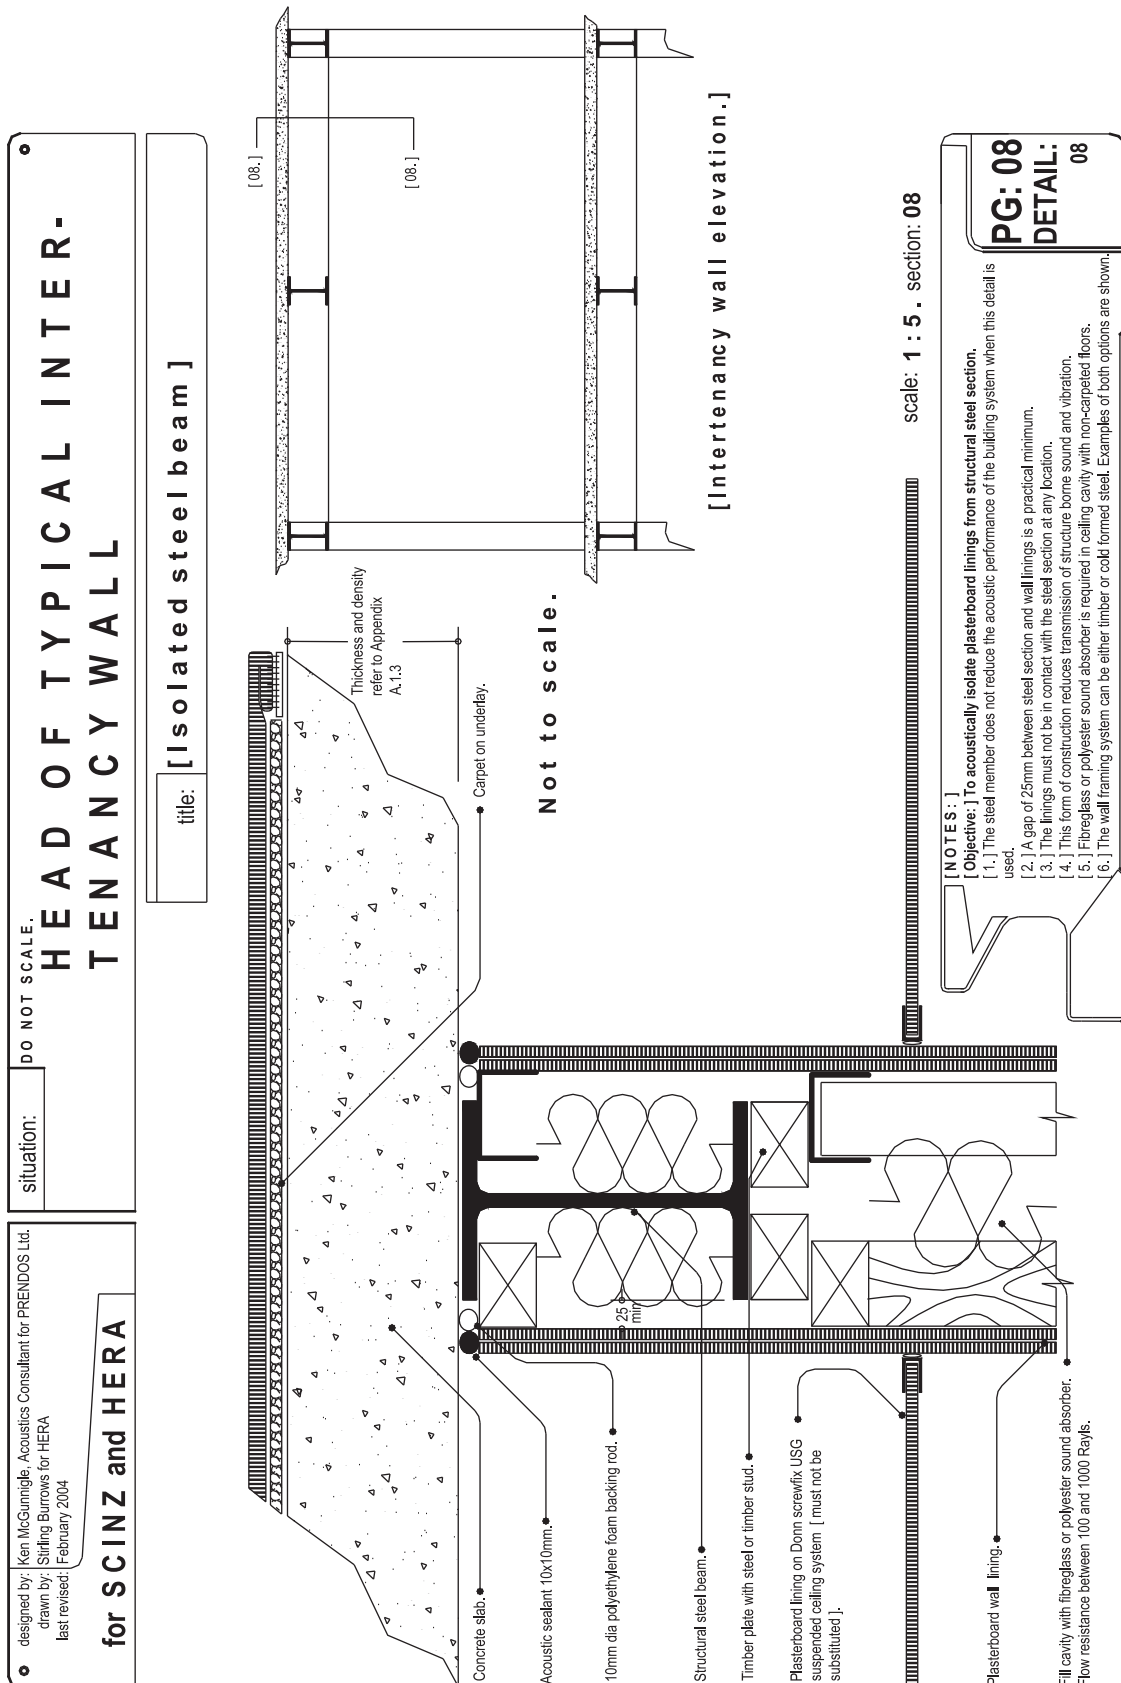 designed by: Ken McGunnigle, Acoustics Consultant for PRENDOS Ltd.
drawn by: Stirling Burrows for HERA
last revised: February 2004
for SCINZ and HERA
situation:
DO NOT SCALE.
HEAD OF TYPICAL INTER-
TENANCY WALL
title: [Isolated steel beam]
[08.]
[08.]
[Intertenancy wall elevation.]
Not to scale.
Thickness and density
refer to Appendix
A.1.3
Carpet on underlay.
25
min
Concrete slab.
Acoustic sealant 10x10mm.
10mm dia polyethylene foam backing rod.
Structural steel beam.
Timber plate with steel or timber stud.
Plasterboard lining on Donn screwfix USG
suspended ceiling system [ must not be
substituted ].
Plasterboard wall lining.
Fill cavity with fibreglass or polyester sound absorber.
Flow resistance between 100 and 1000 Rayls.
scale: 1:5. section: 08
[NOTES:]
[Objective:] To acoustically isolate plasterboard linings from structural steel section.
[1.] The steel member does not reduce the acoustic performance of the building system when this detail is
used.
[2.] A gap of 25mm between steel section and wall linings is a practical minimum.
[3.] The linings must not be in contact with the steel section at any location.
[4.] This form of construction reduces transmission of structure borne sound and vibration.
[5.] Fibreglass or polyester sound absorber is required in ceiling cavity with non-carpeted floors.
[6.] The wall framing system can be either timber or cold formed steel. Examples of both options are shown.
PG: 08
DETAIL:
08